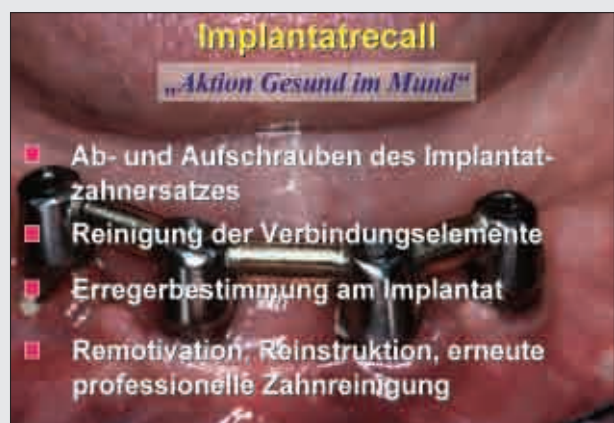 Implantatrecall
„Aktion Gesund im Mund“
Ab- und Aufschrauben des Implantat-
zahnersatzes
Reinigung der Verbindungselemente
Erregerbestimmung am Implantat
Remotivation, Reinstruktion, erneute
professionelle Zahnreinigung